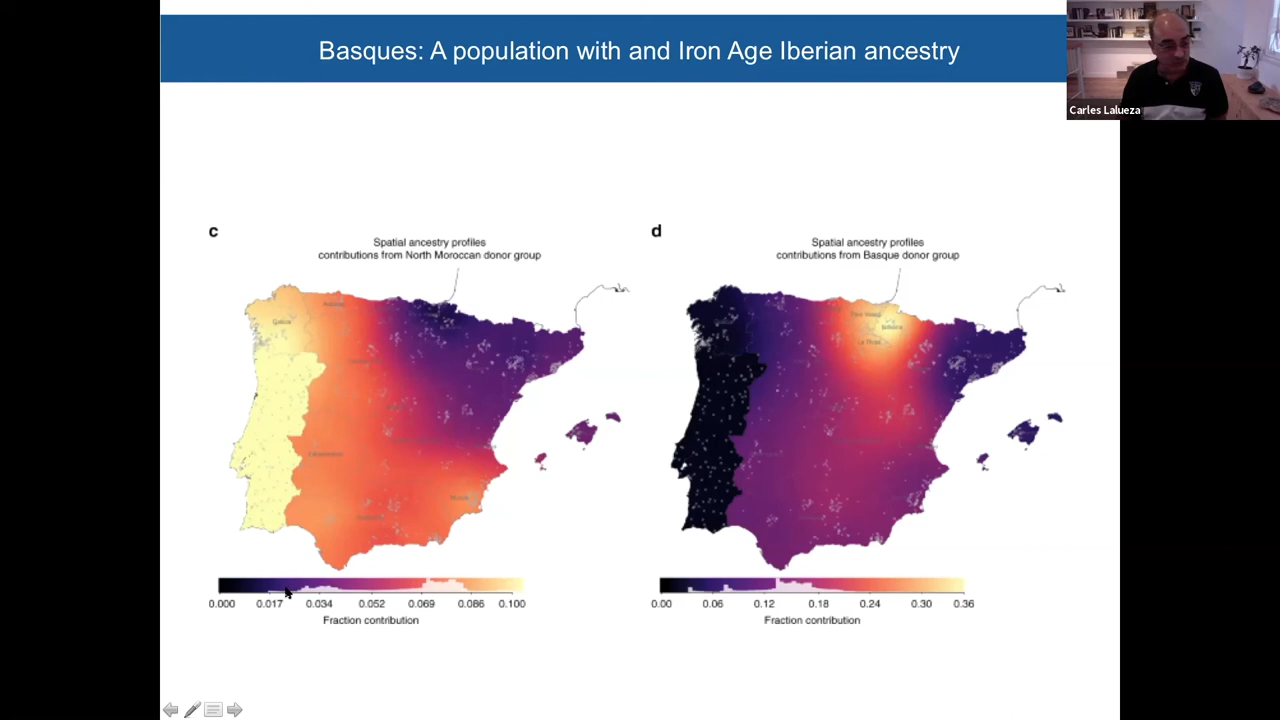 Basques: A population with and Iron Age Iberian ancestry
Carles Lalueza
c
Spatial ancestry profiles
contributions from North Moroccan donor group
Galicia
0.000 0.017 0.034 0.052 0.069 0.086 0.100
Fraction contribution
d
Spatial ancestry profiles
contributions from Basque donor group
La Rioja
0.00 0.06 0.12 0.18 0.24 0.30 0.36
Fraction contribution